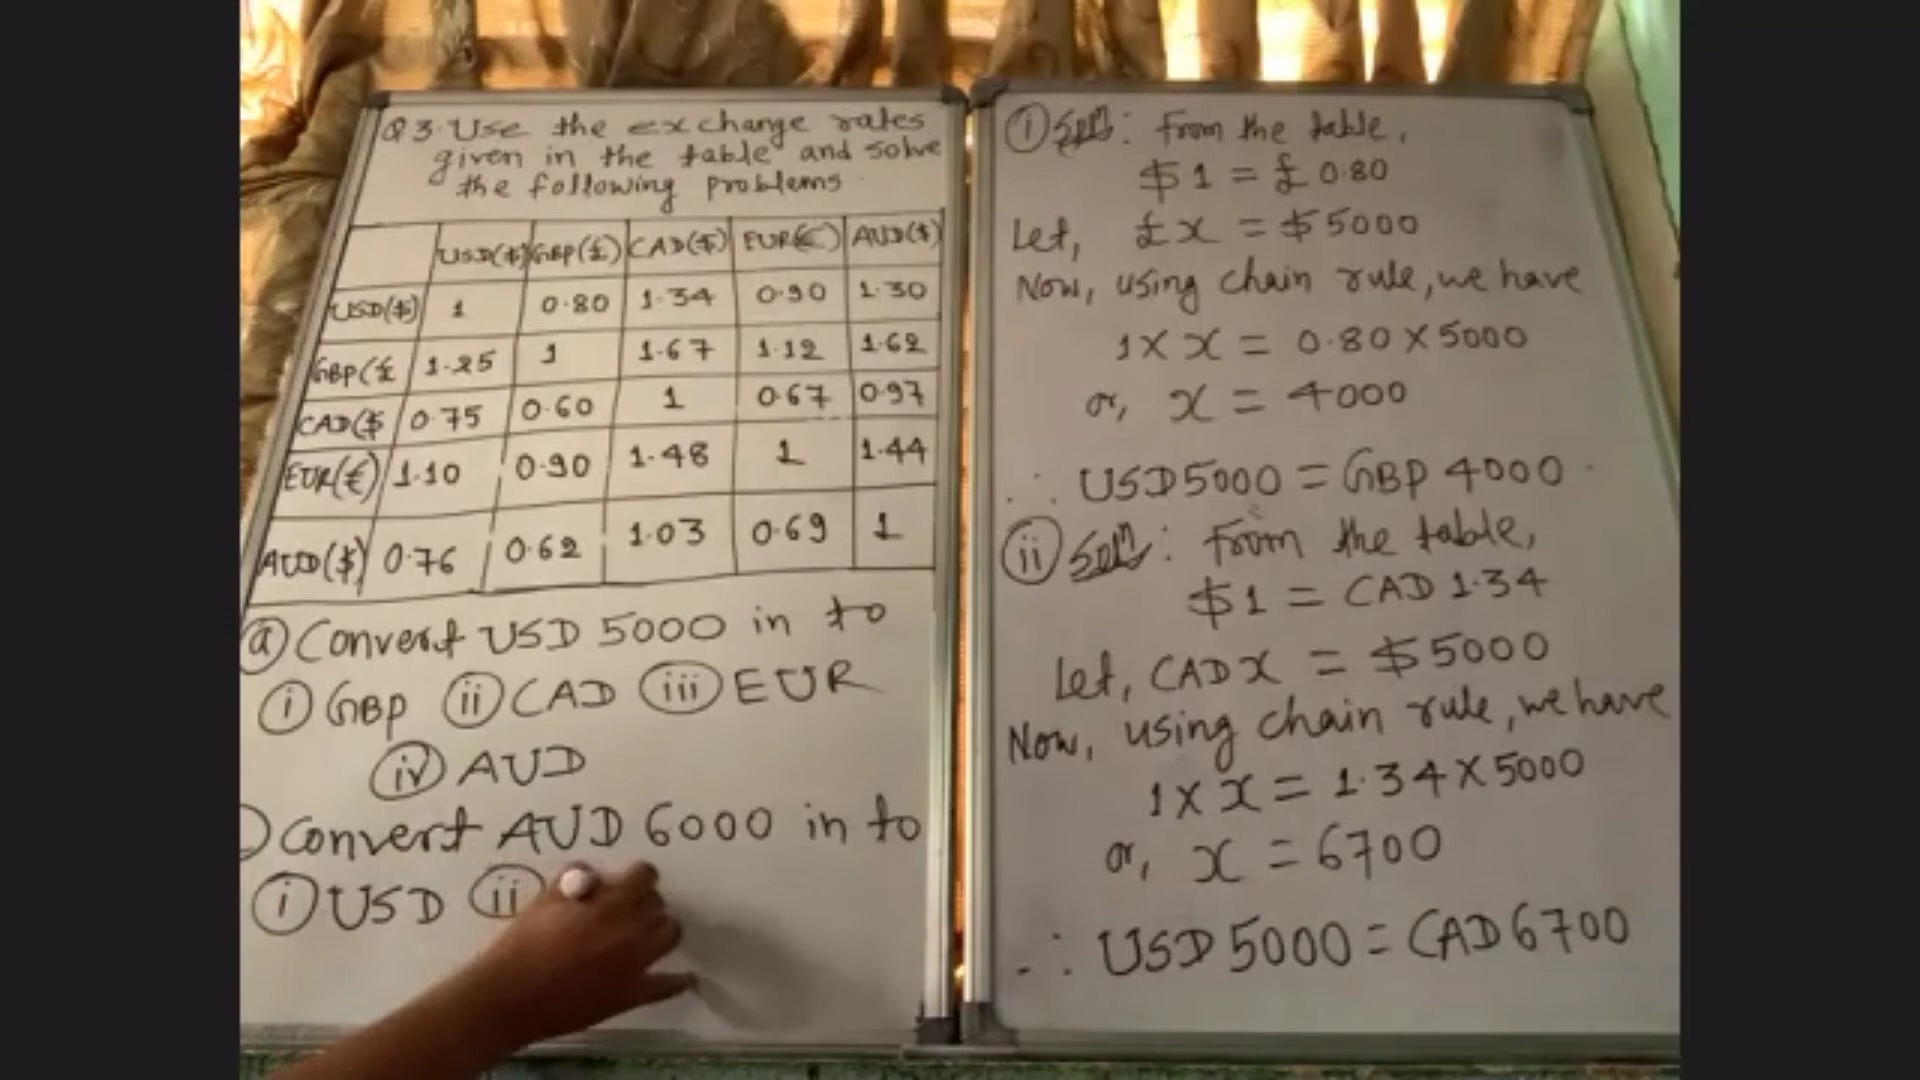 Q3. Use the exchange rates
given in the table and solve
the following problems.
USD($) GBP(£) CAD($) EUR(€) AUD($)
USD($) 1 0.80 1.34 0.90 1.30
GBP(£ 1.25 1 1.67 1.12 1.62
CAD($ 0.75 0.60 1 0.67 0.97
EUR(€) 1.10 0.90 1.48 1 1.44
AUD($) 0.76 0.62 1.03 0.69 1
(a) Convert USD 5000 in to
(i) GBP (ii) CAD (iii) EUR
(iv) AUD
) Convert AUD 6000 in to
(i) USD (ii)
(i) Solⁿ: From the table,
$1 = £0.80
Let, £x = $5000
Now, using chain rule, we have
1 × x = 0.80 × 5000
or, x = 4000
∴ USD5000 = GBP 4000
(ii) Solⁿ: From the table,
$1 = CAD 1.34
Let, CADx = $5000
Now, using chain rule, we have
1 × x = 1.34 × 5000
or, x = 6700
∴ USD 5000 = CAD 6700